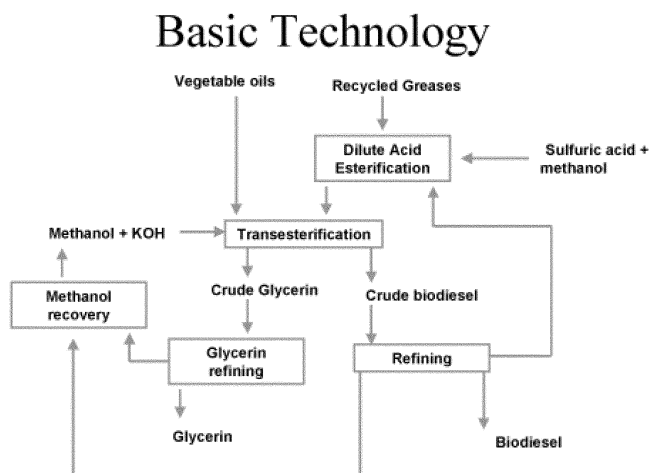 Basic Technology
Vegetable oils
Recycled Greases
Dilute Acid
Esterification
Sulfuric acid +
methanol
Methanol + KOH
Transesterification
Crude Glycerin
Crude biodiesel
Methanol
recovery
Glycerin
refining
Refining
Glycerin
Biodiesel